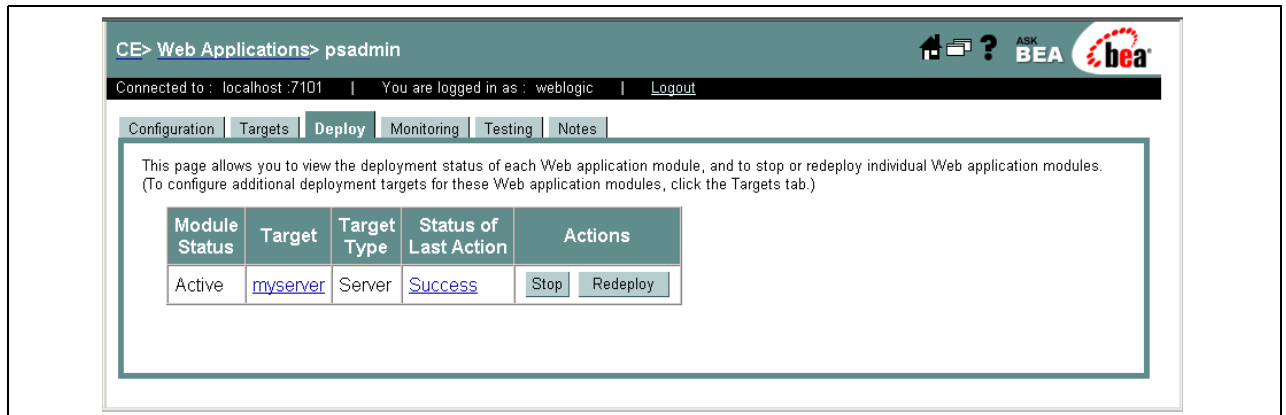 CE> Web Applications> psadmin
? ASK BEA bea
Connected to : localhost :7101 | You are logged in as : weblogic | Logout
Configuration Targets Deploy Monitoring Testing Notes
This page allows you to view the deployment status of each Web application module, and to stop or redeploy individual Web application modules.
(To configure additional deployment targets for these Web application modules, click the Targets tab.)
Module Status Target Target Type Status of Last Action Actions
Active myserver Server Success Stop Redeploy